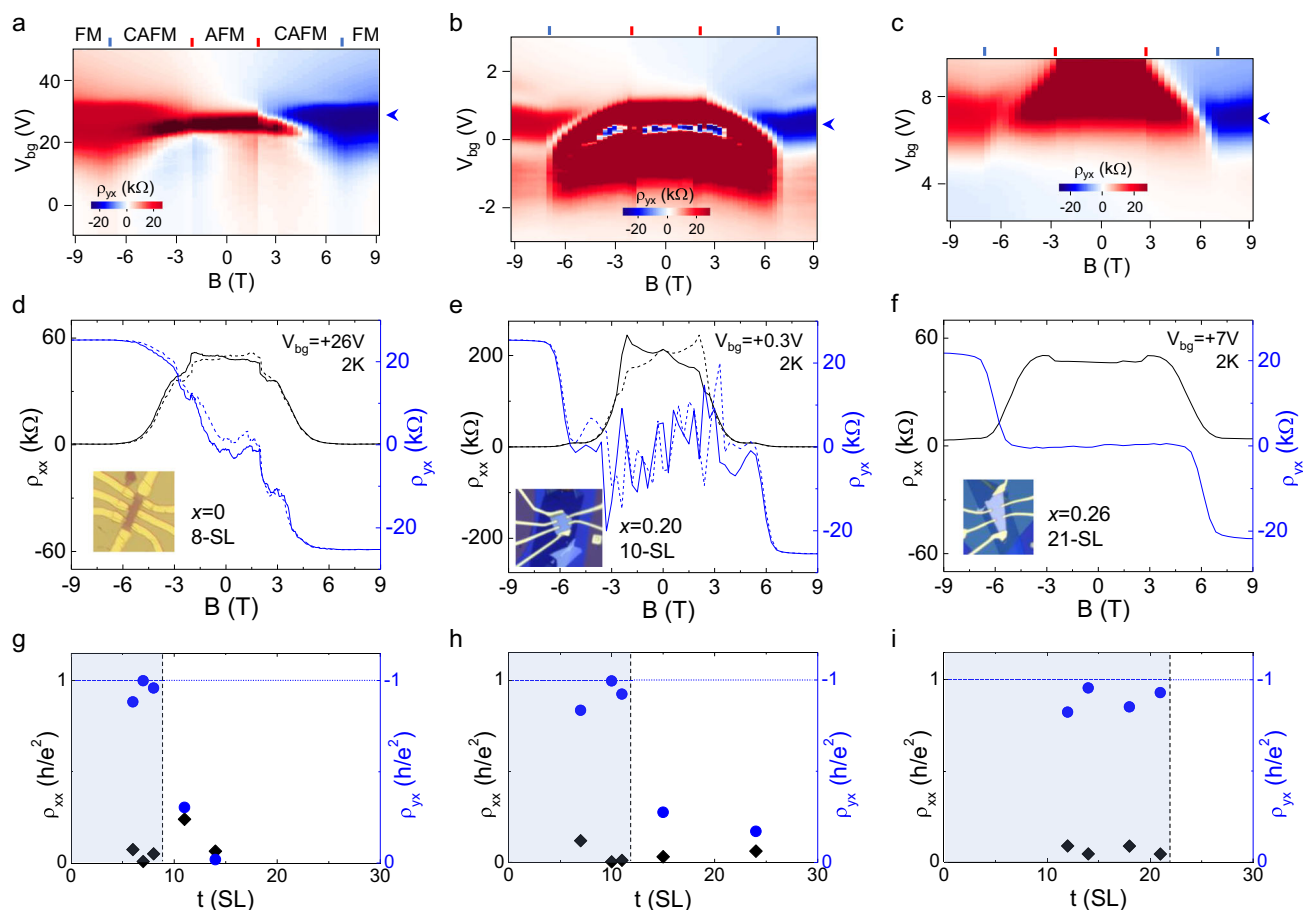 a
FM CAFM AFM CAFM FM
V_bg (V)
40
20
0
ρ_yx (kΩ)
-20 0 20
-9 -6 -3 0 3 6 9
B (T)
b
V_bg (V)
2
0
-2
ρ_yx (kΩ)
-20 0 20
-9 -6 -3 0 3 6 9
B (T)
c
V_bg (V)
8
4
ρ_yx (kΩ)
-20 0 20
-9 -6 -3 0 3 6 9
B (T)
d
ρ_xx (kΩ)
60
0
-60
V_bg=+26V
2K
x=0
8-SL
20
0
-20
ρ_yx (kΩ)
-9 -6 -3 0 3 6 9
B (T)
e
ρ_xx (kΩ)
200
0
-200
V_bg=+0.3V
2K
x=0.20
10-SL
20
0
-20
ρ_yx (kΩ)
-9 -6 -3 0 3 6 9
B (T)
f
ρ_xx (kΩ)
60
0
-60
V_bg=+7V
2K
x=0.26
21-SL
20
0
-20
ρ_yx (kΩ)
-9 -6 -3 0 3 6 9
B (T)
g
ρ_xx (h/e²)
1
0
-1
0
ρ_yx (h/e²)
0 10 20 30
t (SL)
h
ρ_xx (h/e²)
1
0
-1
0
ρ_yx (h/e²)
0 10 20 30
t (SL)
i
ρ_xx (h/e²)
1
0
-1
0
ρ_yx (h/e²)
0 10 20 30
t (SL)